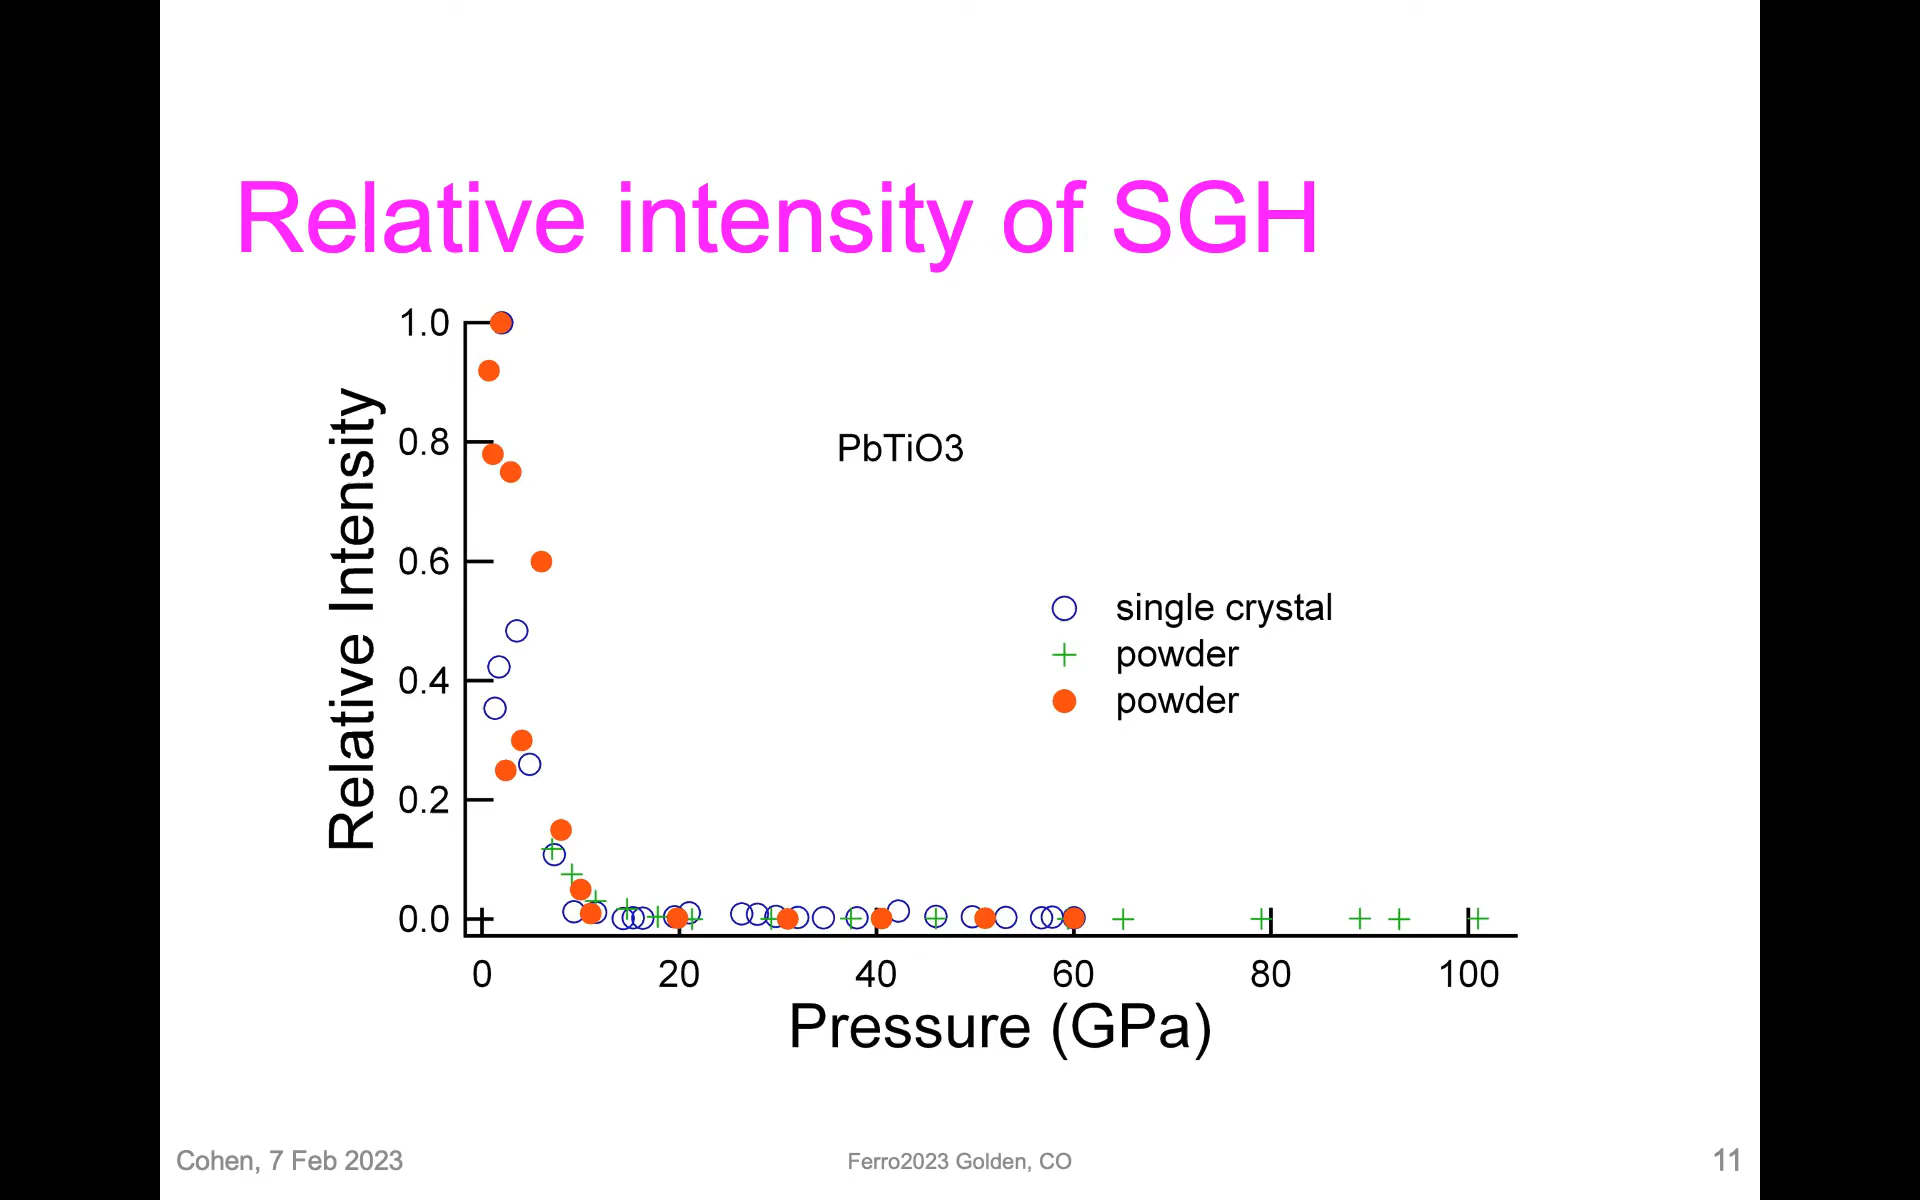 Relative intensity of SGH
1.0
0.8
0.6
0.4
0.2
0.0
Relative Intensity
PbTiO3
single crystal
powder
powder
0 20 40 60 80 100
Pressure (GPa)
Cohen, 7 Feb 2023
Ferro2023 Golden, CO
11